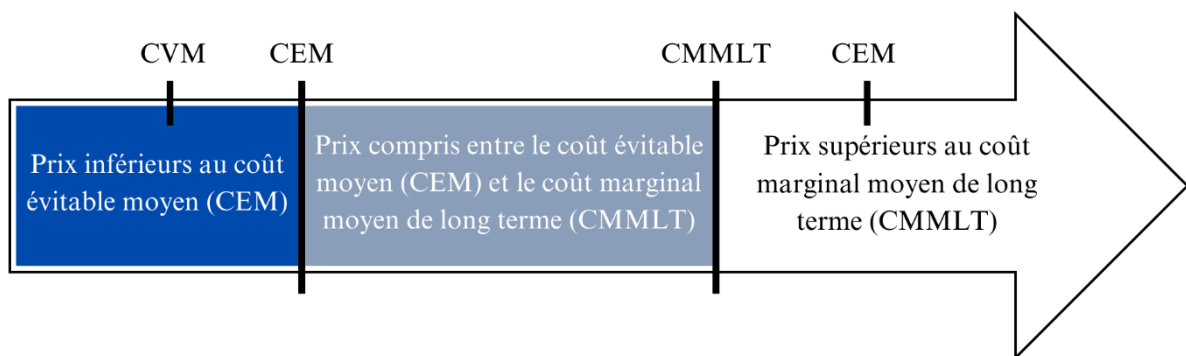 CVM
CEM
CMMLT
CEM
Prix inférieurs au coût
évitable moyen (CEM)
Prix compris entre le coût évitable
moyen (CEM) et le coût marginal
moyen de long terme (CMMLT)
Prix supérieurs au coût
marginal moyen de long
terme (CMMLT)